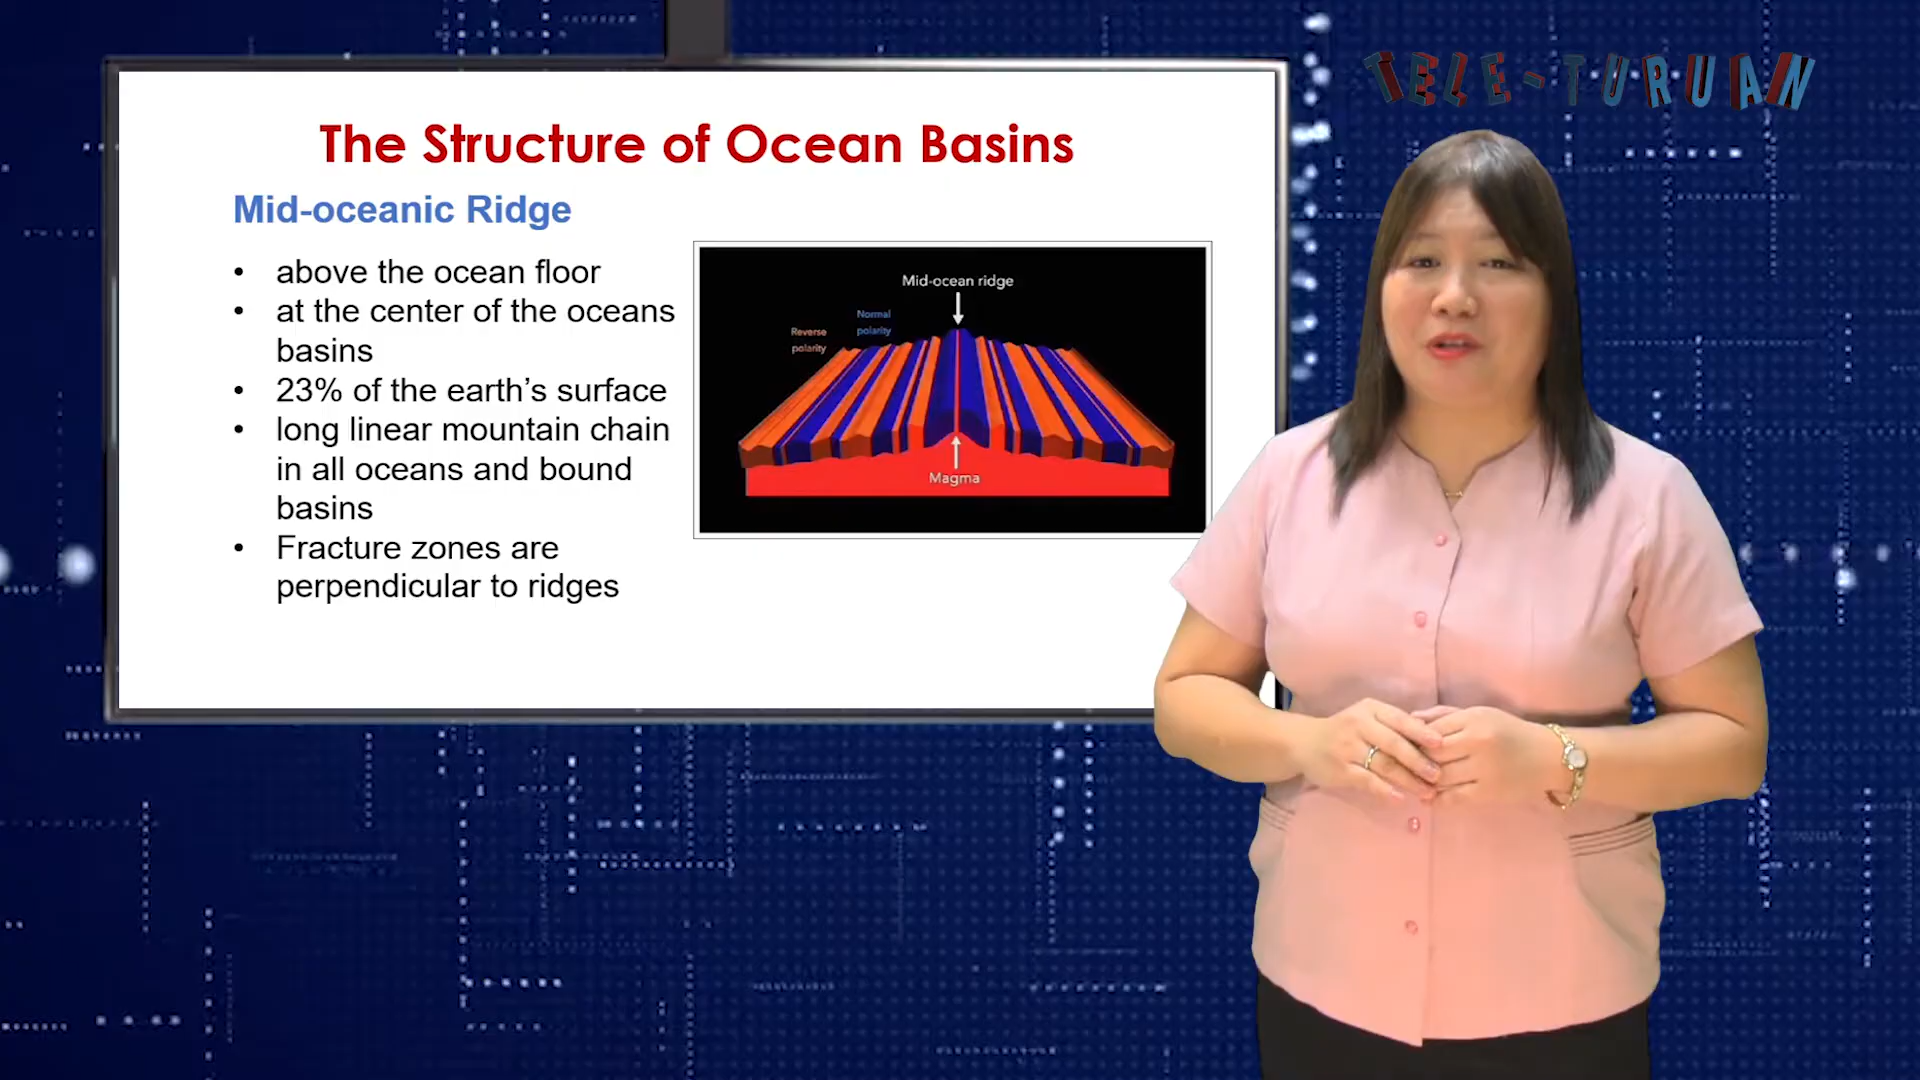 TELE-TURUAN
The Structure of Ocean Basins
Mid-oceanic Ridge
• above the ocean floor
• at the center of the oceans
basins
• 23% of the earth’s surface
• long linear mountain chain
in all oceans and bound
basins
• Fracture zones are
perpendicular to ridges
Mid-ocean ridge
Normal
polarity
Reverse
polarity
Magma